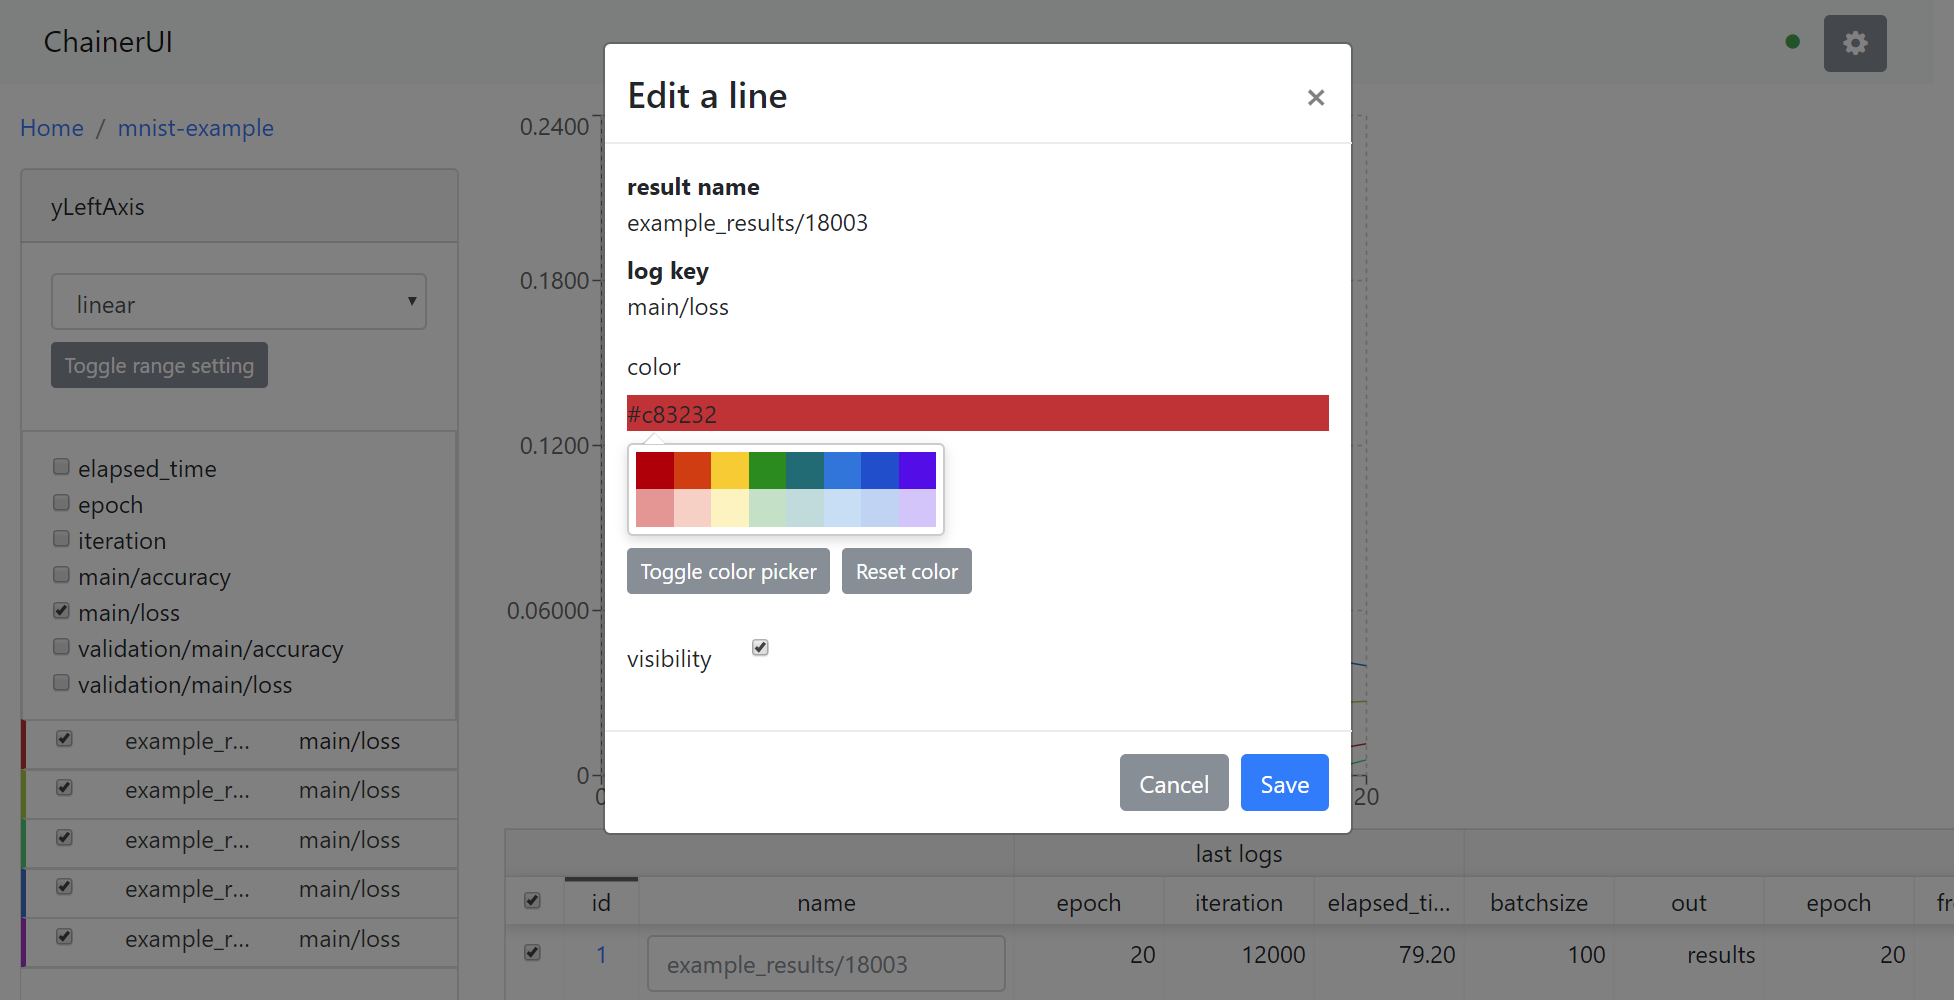 ChainerUI
Home / mnist-example
yLeftAxis
linear
Toggle range setting
elapsed_time
epoch
iteration
main/accuracy
main/loss
validation/main/accuracy
validation/main/loss
example_r... main/loss
example_r... main/loss
example_r... main/loss
example_r... main/loss
example_r... main/loss
0.2400
0.1800
0.1200
0.06000
0
0
20
Edit a line
×
result name
example_results/18003
log key
main/loss
color
#c83232
Toggle color picker Reset color
visibility
Cancel Save
last logs
id name epoch iteration elapsed_ti... batchsize out epoch fr
1 example_results/18003 20 12000 79.20 100 results 20